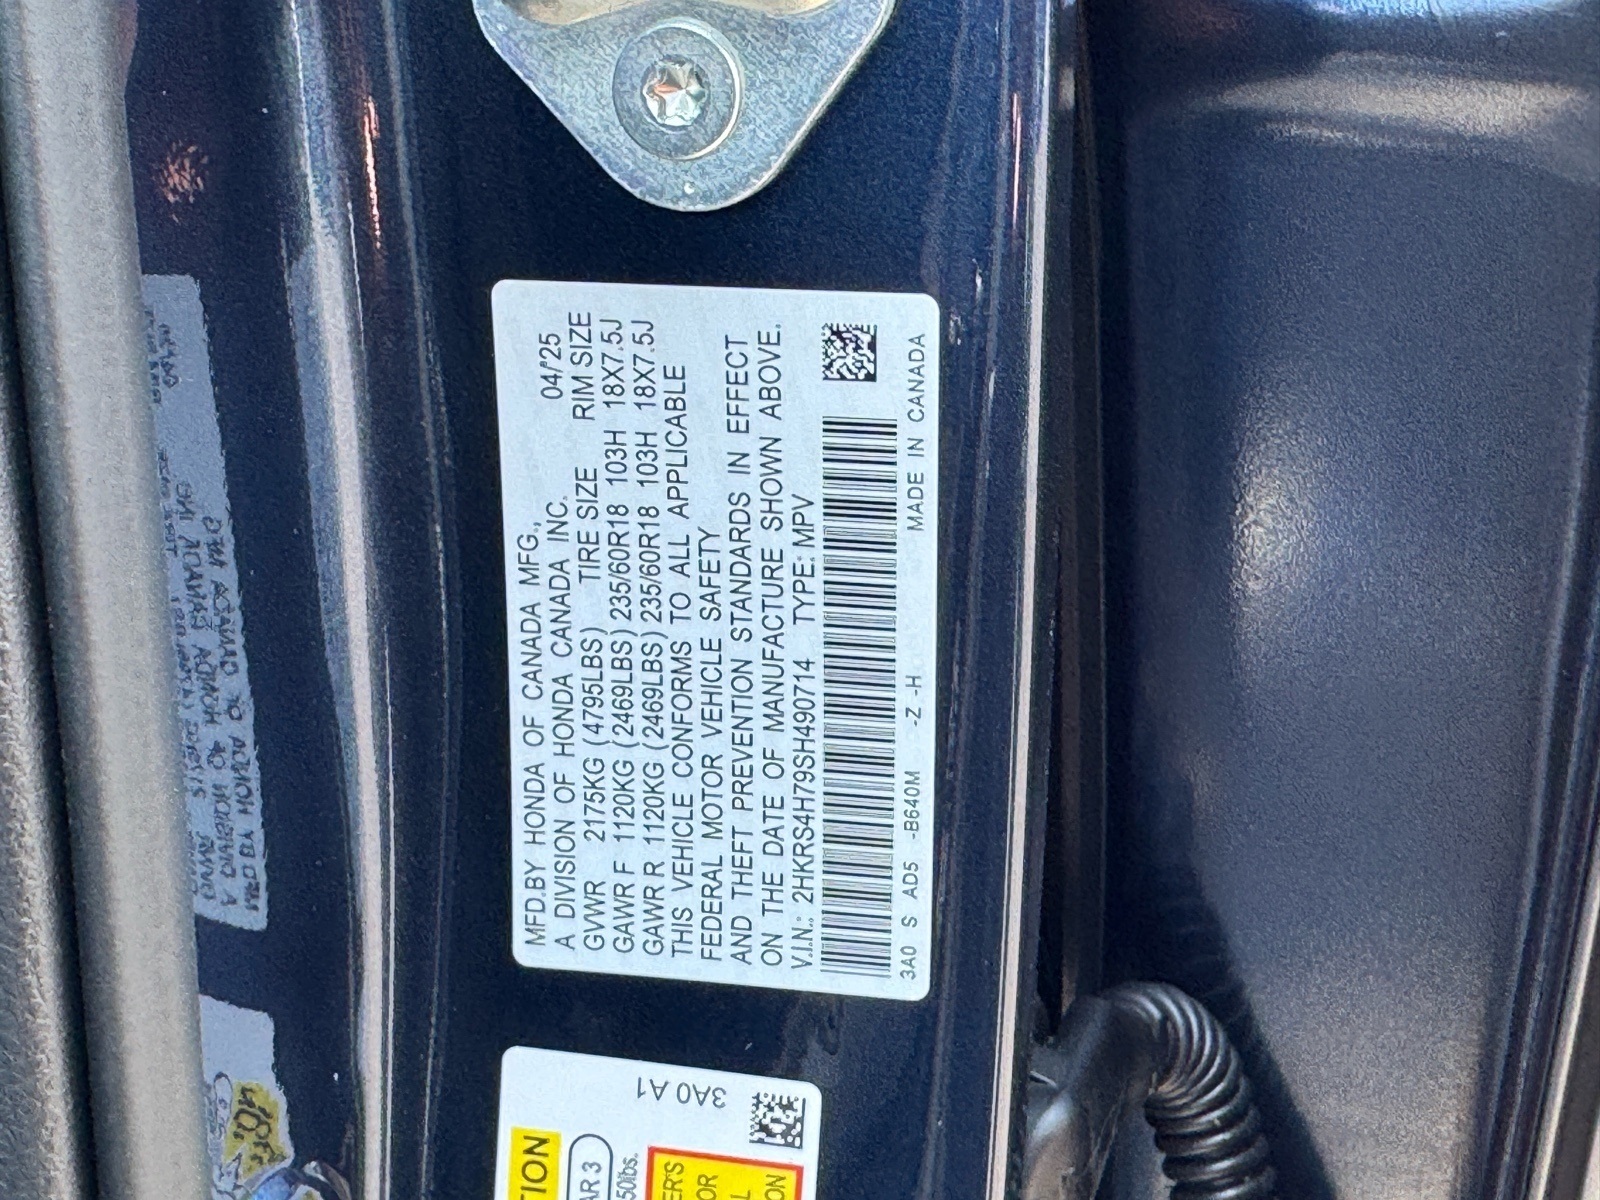 MFD.BY HONDA OF CANADA MFG.,
A DIVISION OF HONDA CANADA INC. 04/'25
GVWR 2175KG (4795LBS) TIRE SIZE RIM SIZE
GAWR F 1120KG (2469LBS) 235/60R18 103H 18X7.5J
GAWR R 1120KG (2469LBS) 235/60R18 103H 18X7.5J
THIS VEHICLE CONFORMS TO ALL APPLICABLE
FEDERAL MOTOR VEHICLE SAFETY
AND THEFT PREVENTION STANDARDS IN EFFECT
ON THE DATE OF MANUFACTURE SHOWN ABOVE.
V.I.N.: 2HKRS4H79SH490714 TYPE: MPV
3A0 S AD5 -B640M -Z -H MADE IN CANADA
3A0 A1